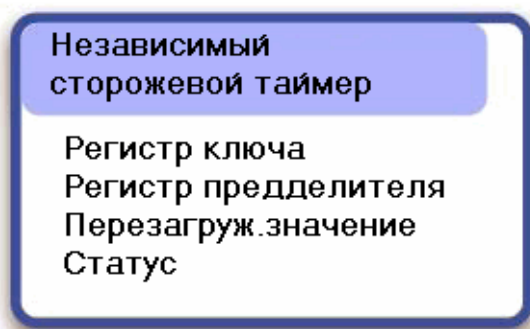 Независимый
сторожевой таймер
Регистр ключа
Регистр предделителя
Перезагруж.значение
Статус